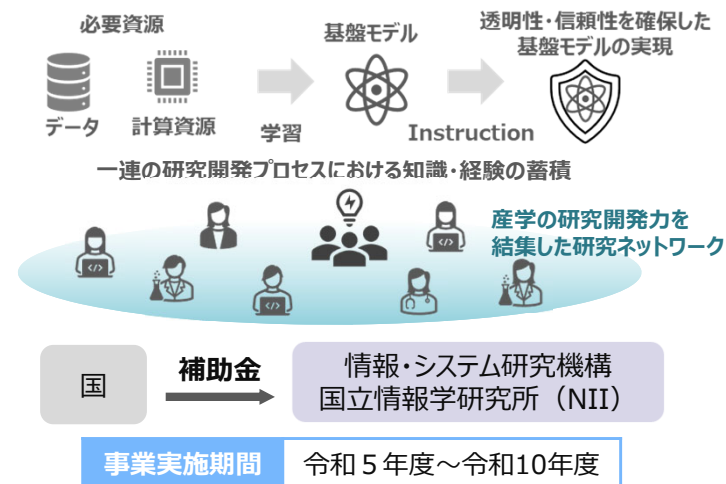 必要資源
基盤モデル
透明性・信頼性を確保した
基盤モデルの実現
データ
計算資源
学習
Instruction
一連の研究開発プロセスにおける知識・経験の蓄積
産学の研究開発力を
結集した研究ネットワーク
国
補助金
情報・システム研究機構
国立情報学研究所（NII）
事業実施期間
令和５年度～令和10年度